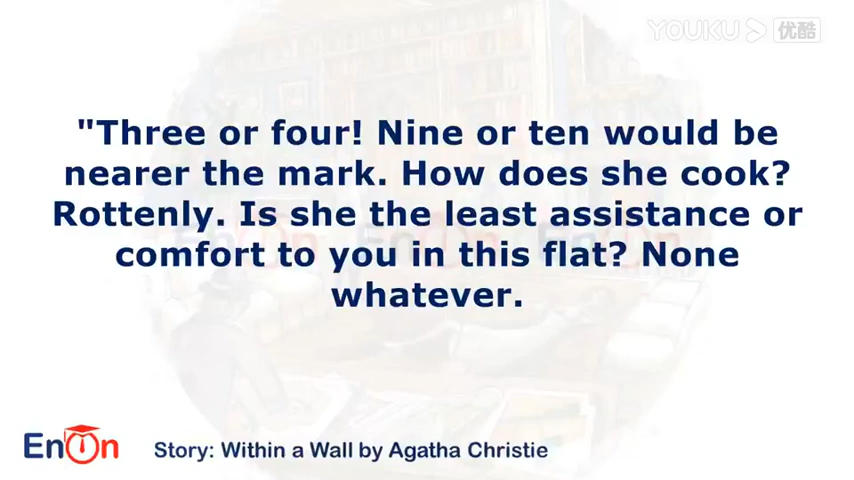 YOUKU 优酷
"Three or four! Nine or ten would be
nearer the mark. How does she cook?
Rottenly. Is she the least assistance or
comfort to you in this flat? None
whatever.
EnOn
Story: Within a Wall by Agatha Christie